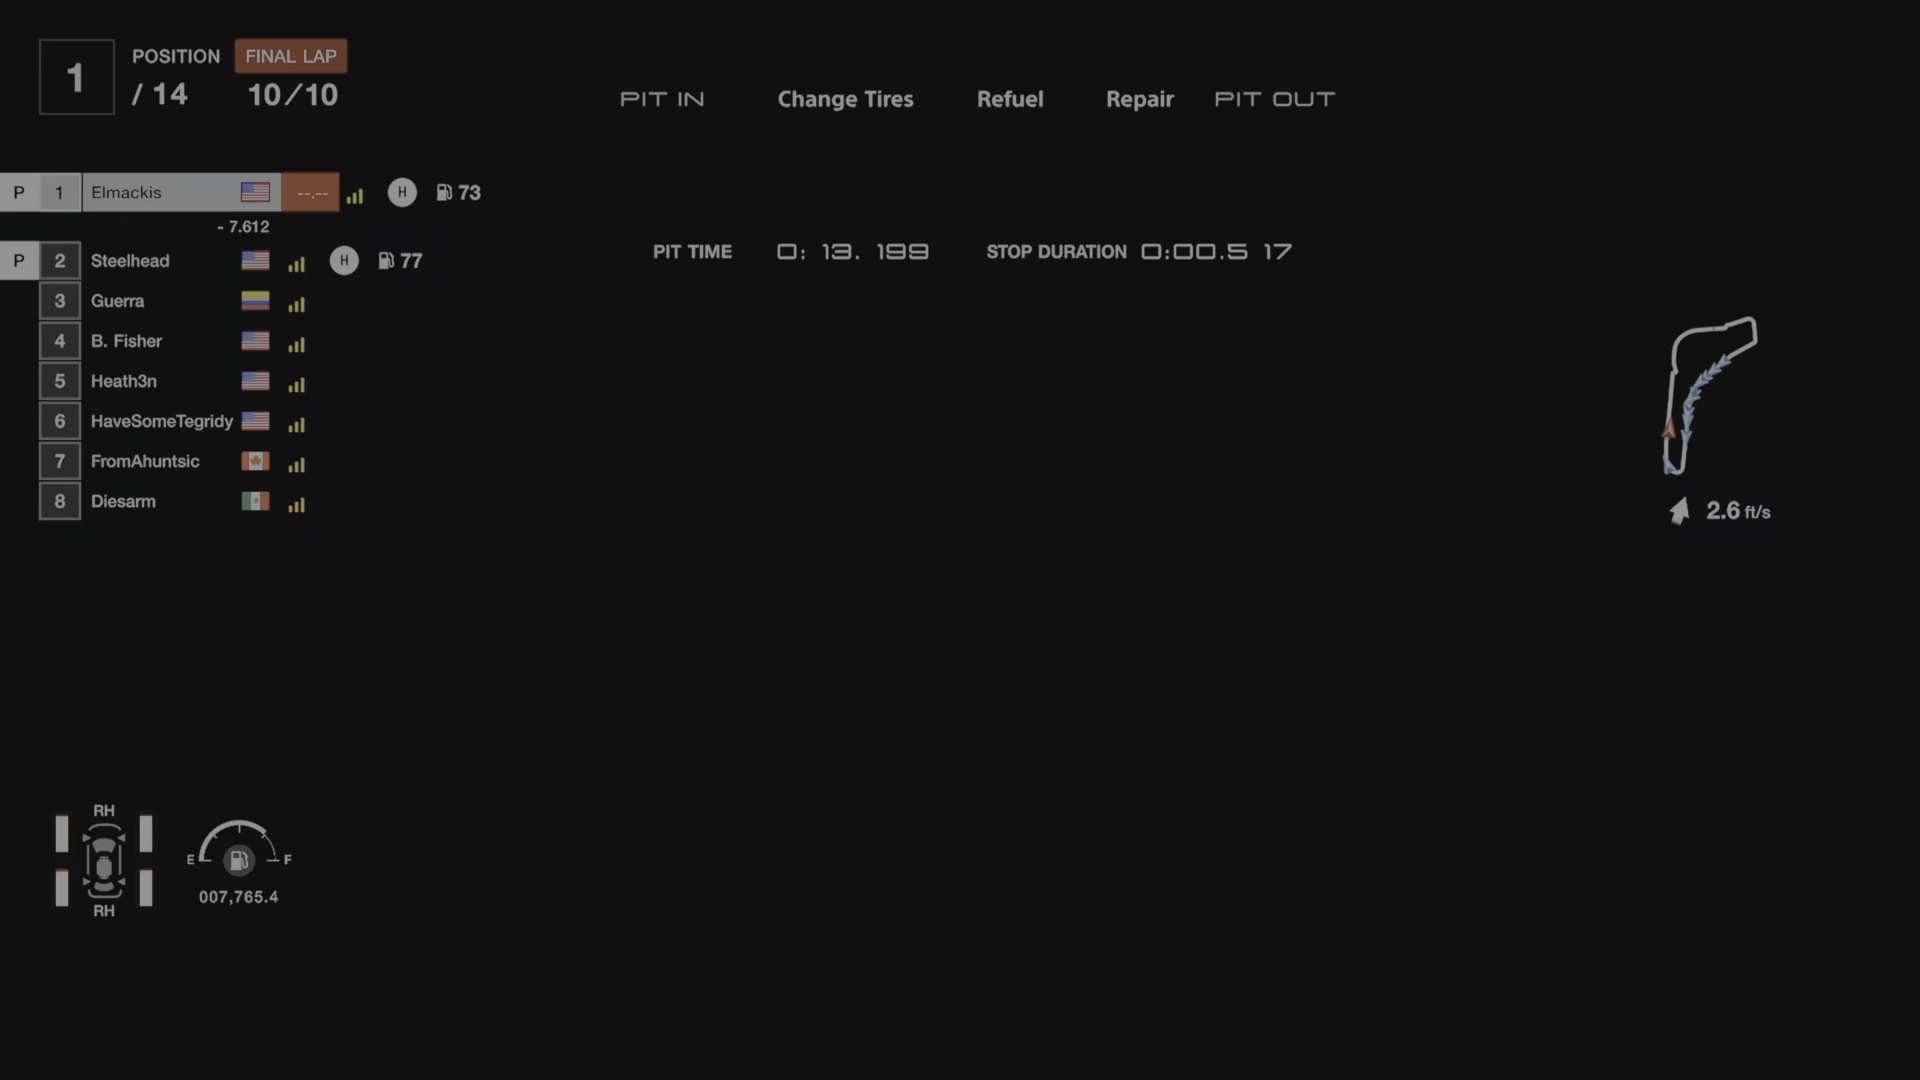 1
POSITION FINAL LAP
/ 14 10/10
PIT IN Change Tires Refuel Repair PIT OUT
P 1 Elmackis --.-- H 73
- 7.612
P 2 Steelhead H 77
PIT TIME 0: 13. 199 STOP DURATION 0:00.5 17
3 Guerra
4 B. Fisher
5 Heath3n
6 HaveSomeTegridy
7 FromAhuntsic
8 Diesarm
2.6 ft/s
RH
E F
007,765.4
RH